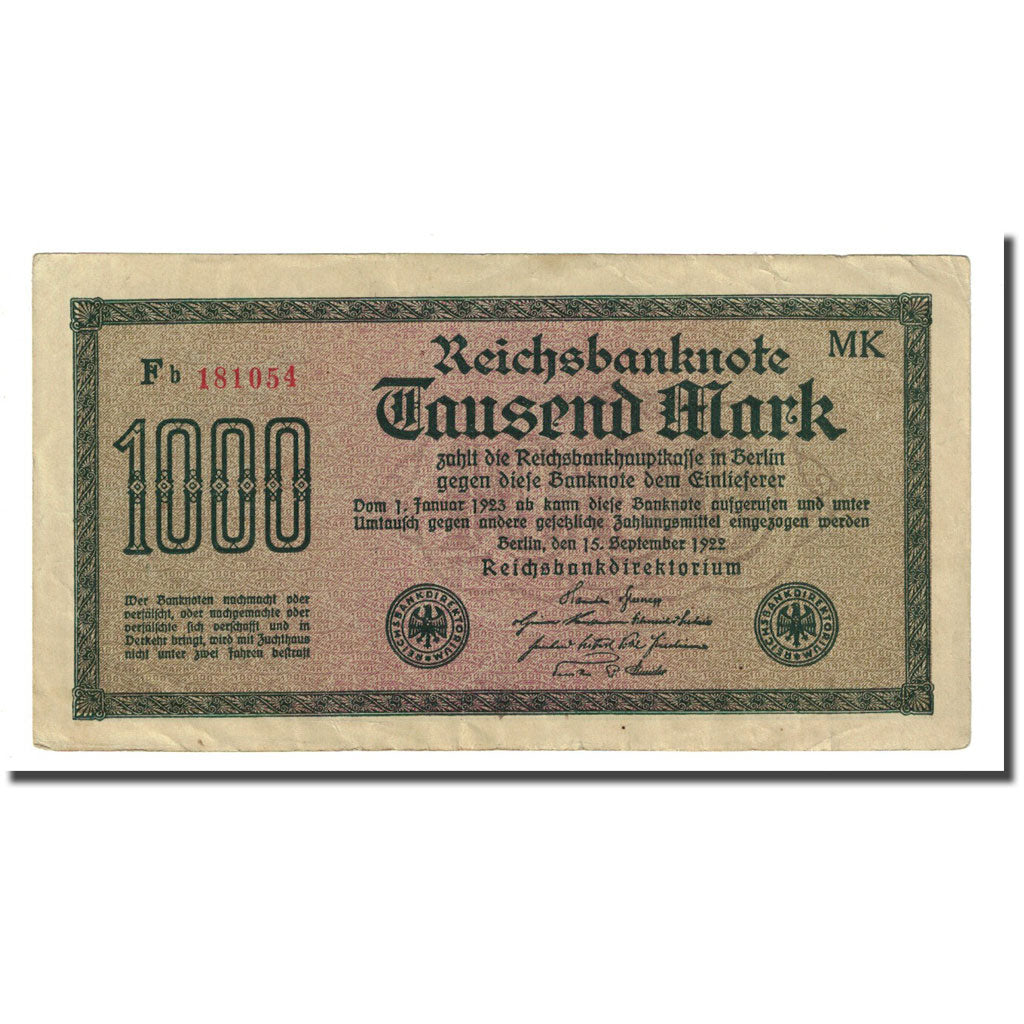 Reichsbanknote
MK
F b 181054
Tausend Mark
1000
zahlt die Reichsbankhauptkasse in Berlin
gegen diese Banknote dem Einlieferer
Vom 1. Januar 1923 ab kann diese Banknote aufgerufen und unter
Umtausch gegen andere gesetzliche Zahlungsmittel eingezogen werden
Berlin, den 15. September 1922
Reichsbankdirektorium
Wer Banknoten nachmacht oder
verfälscht, oder nachgemachte oder
verfälschte sich verschafft und in
Verkehr bringt, wird mit Zuchthaus
nicht unter zwei Jahren bestraft
REICHSBANKDIREKTORIUM
REICHSBANKDIREKTORIUM